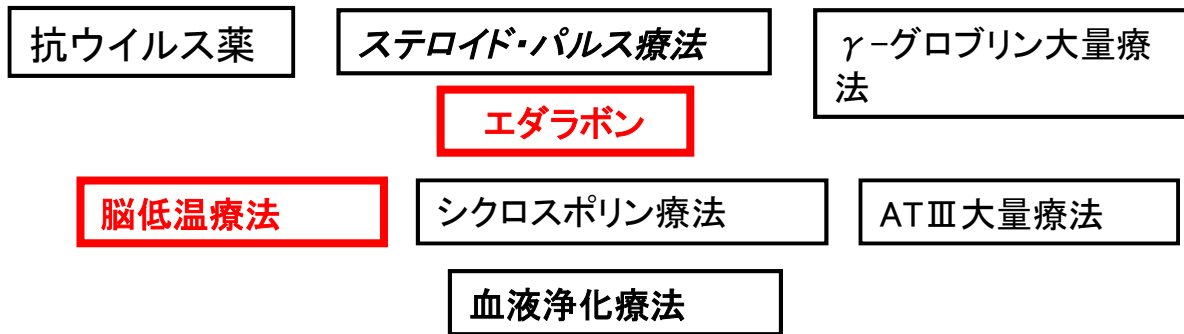 抗ウイルス薬
ステロイド・パルス療法
γ-グロブリン大量療
法
エダラボン
脳低温療法
シクロスポリン療法
ATⅢ大量療法
血液浄化療法